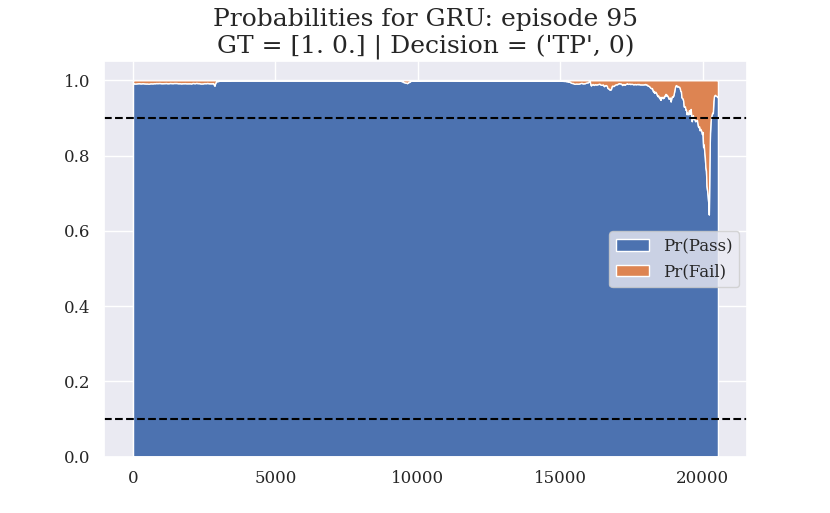 Probabilities for GRU: episode 95
GT = [1. 0.] | Decision = ('TP', 0)
1.0
0.8
0.6
0.4
0.2
0.0
Pr(Pass)
Pr(Fail)
0 5000 10000 15000 20000